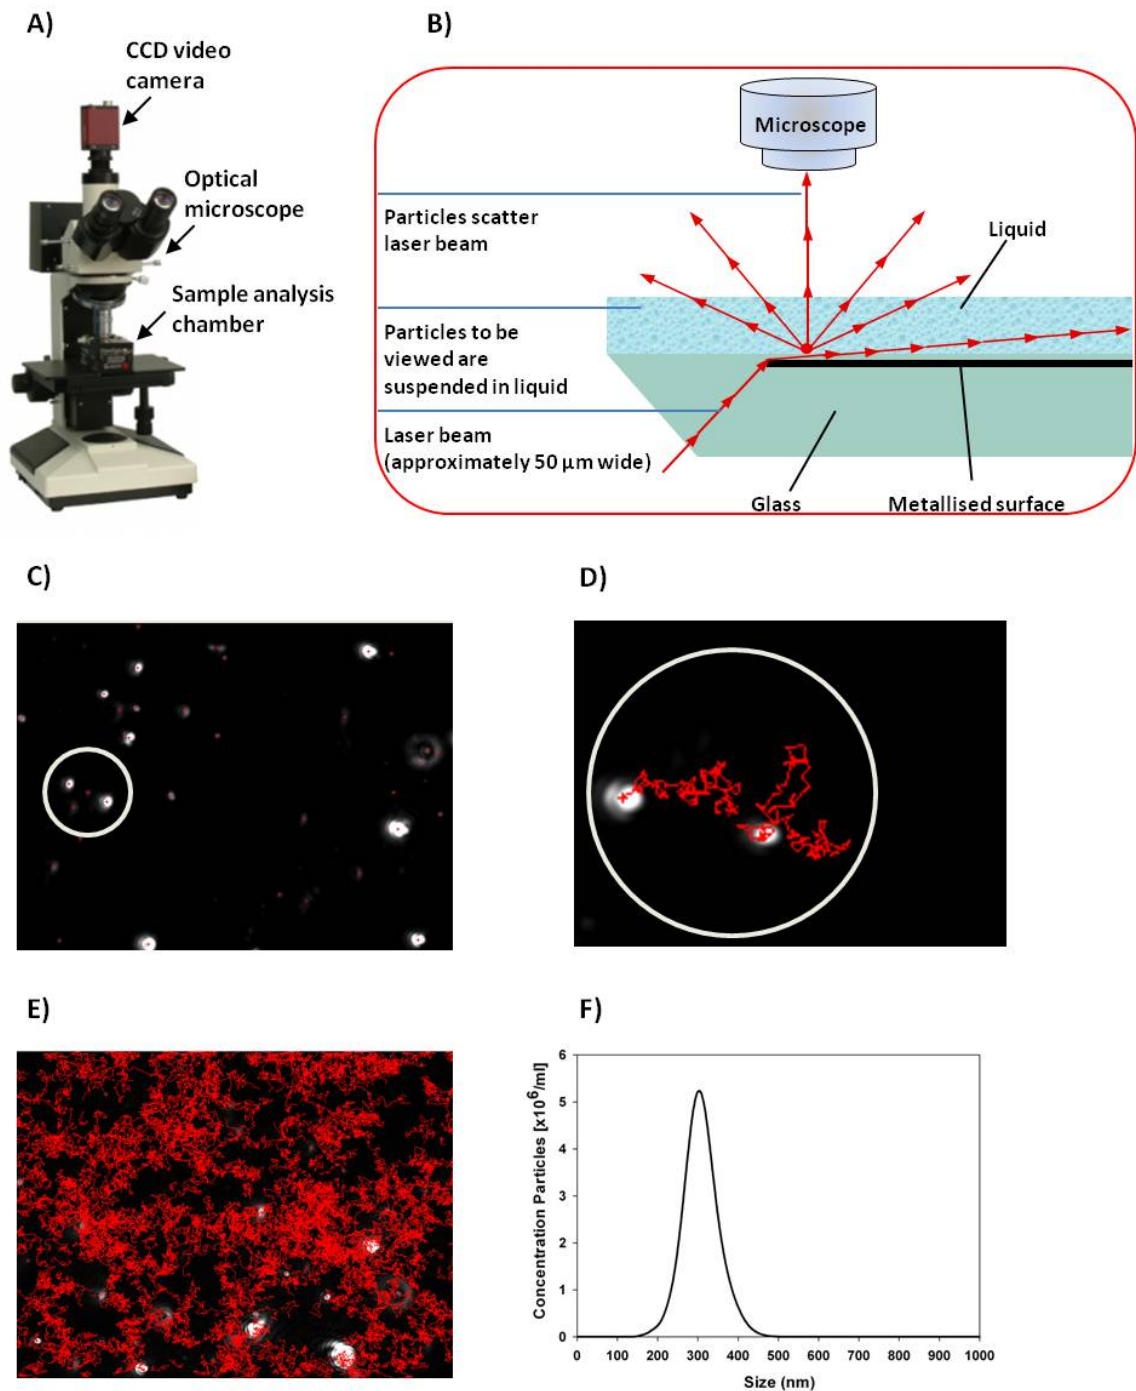 A)
CCD video
camera
Optical
microscope
Sample analysis
chamber
B)
Microscope
Particles scatter
laser beam
Liquid
Particles to be
viewed are
suspended in liquid
Laser beam
(approximately 50 µm wide)
Glass
Metallised surface
C)
D)
E)
F)
Concentration Particles [x10⁶/ml]
6
5
4
3
2
1
0
0 100 200 300 400 500 600 700 800 900 1000
Size (nm)